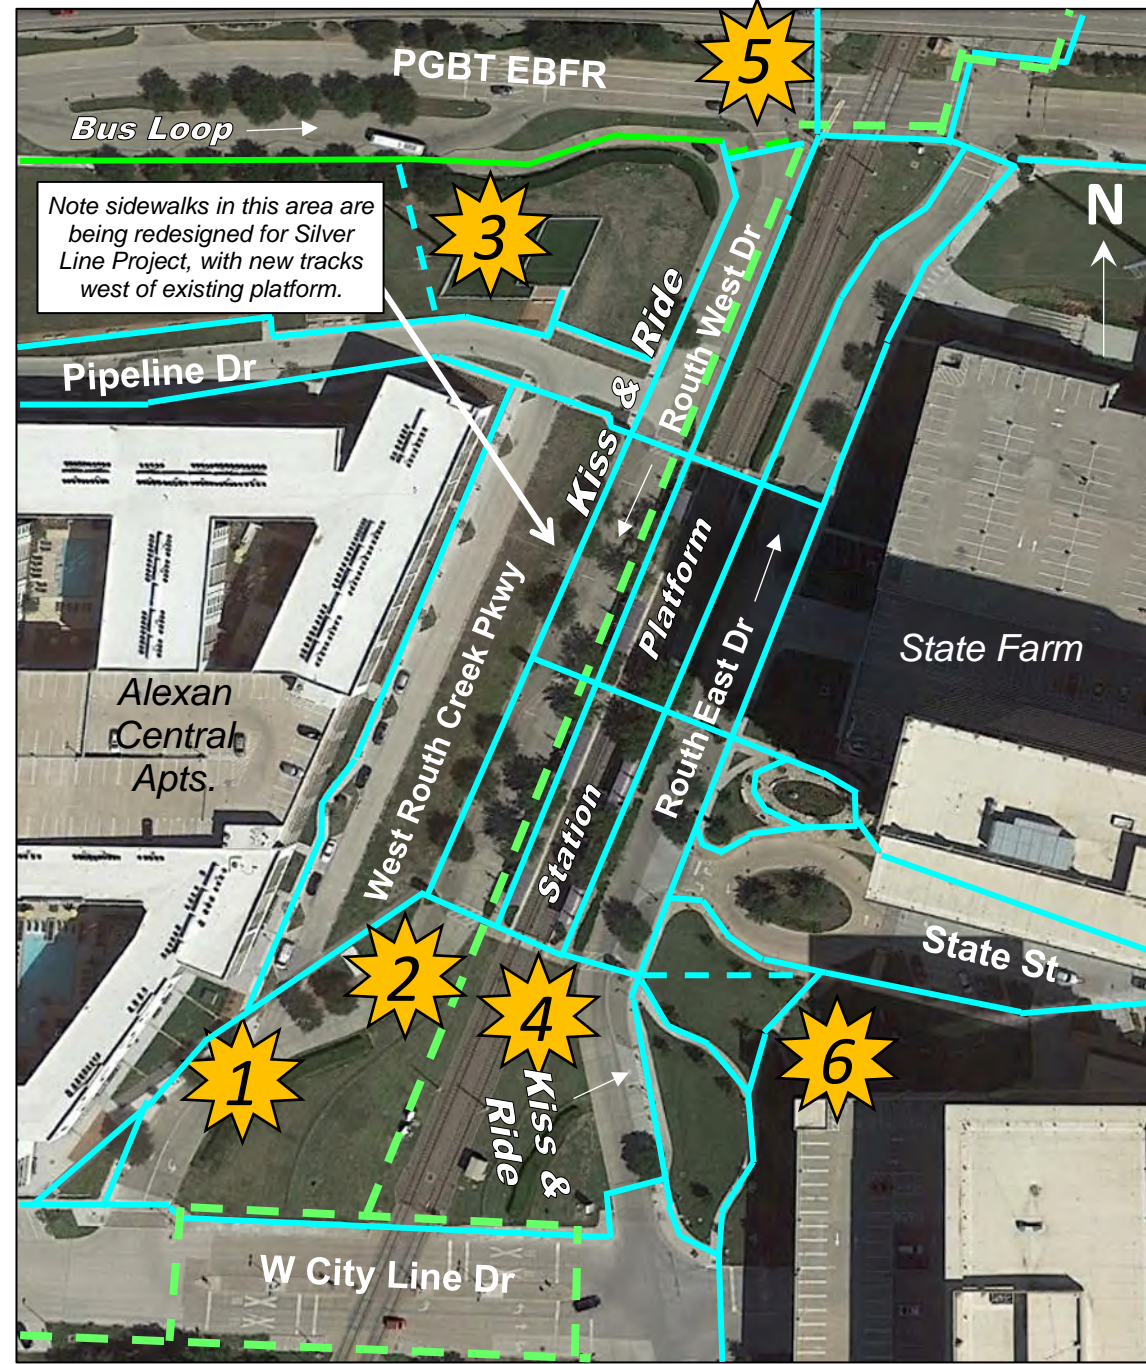 5
PGBT EBFR
Bus Loop
Note sidewalks in this area are
being redesigned for Silver
Line Project, with new tracks
west of existing platform.
3
N
Pipeline Dr
Kiss & Ride
Routh West Dr
Platform
State Farm
Alexan
Central
Apts.
West Routh Creek Pkwy
Routh East Dr
Station
State St
2
4
1
6
Kiss &
Ride
W City Line Dr